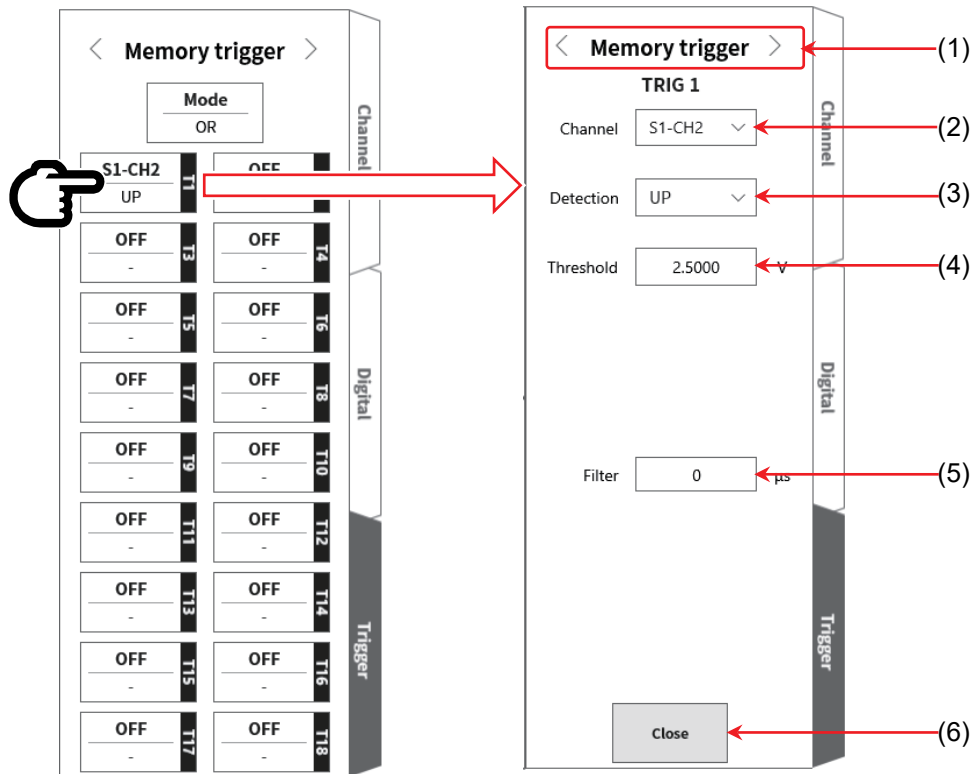 Memory trigger
Mode
OR
S1-CH2
UP
T1
OFF
OFF
-
T3
OFF
-
T4
OFF
-
T5
OFF
-
T6
OFF
-
T7
OFF
-
T8
OFF
-
T9
OFF
-
T10
OFF
-
T11
OFF
-
T12
OFF
-
T13
OFF
-
T14
OFF
-
T15
OFF
-
T16
OFF
-
T17
OFF
-
T18
Channel
Digital
Trigger
Memory trigger
(1)
TRIG 1
Channel S1-CH2
(2)
Detection UP
(3)
Threshold 2.5000 V
(4)
Filter 0 μs
(5)
Close
(6)
Channel
Digital
Trigger